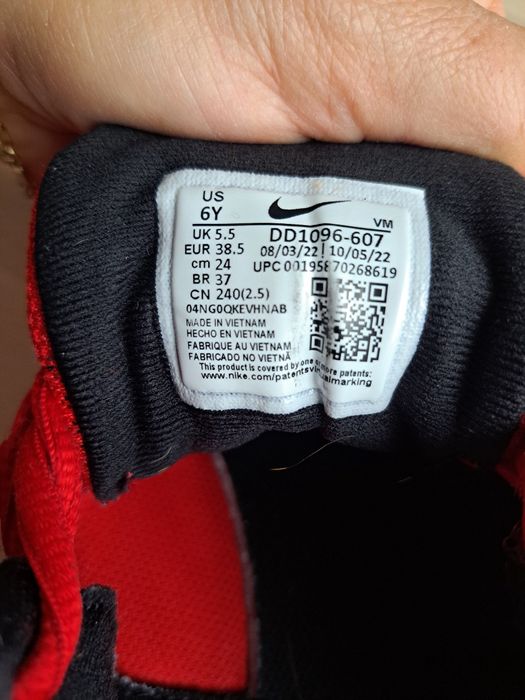 US
6Y
VM
UK 5.5
DD1096-607
EUR 38.5
08/03/22 | 10/05/22
cm 24
UPC 00195870268619
BR 37
CN 240(2.5)
04NG0QKEVHNAB
MADE IN VIETNAM
HECHO EN VIETNAM
FABRIQUE AU VIETNAM
FABRICADO NO VIETNÃ
This product is covered by one or more patents:
www.nike.com/patentsvirtualmarking